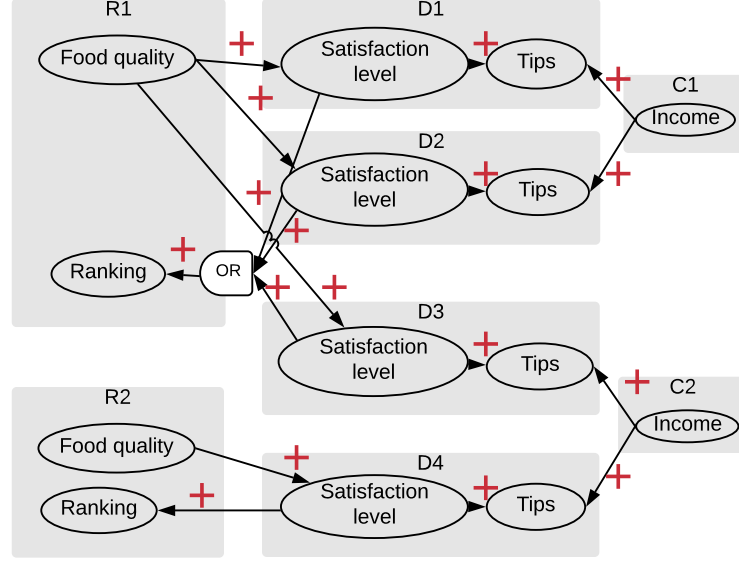 R1
Food quality
Ranking
OR
D1
Satisfaction
level
Tips
D2
Satisfaction
level
Tips
C1
Income
D3
Satisfaction
level
Tips
C2
Income
R2
Food quality
Ranking
D4
Satisfaction
level
Tips